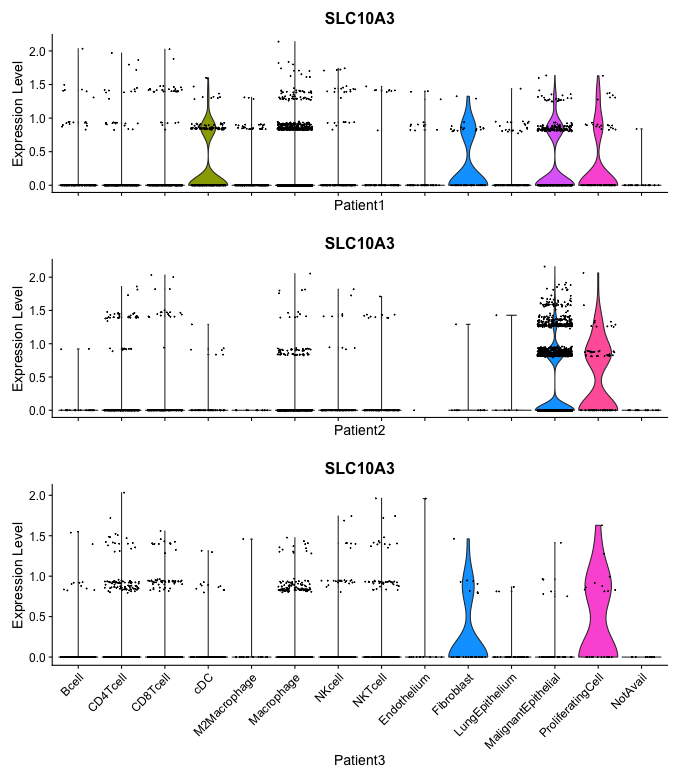 SLC10A3
Expression Level
2.0
1.5
1.0
0.5
0.0
Patient1
SLC10A3
Expression Level
2.0
1.5
1.0
0.5
0.0
Patient2
SLC10A3
Expression Level
2.0
1.5
1.0
0.5
0.0
Bcell
CD4Tcell
CD8Tcell
cDC
M2Macrophage
Macrophage
NKcell
NKTcell
Endothelium
Fibroblast
LungEpithelium
MalignantEpithelial
ProliferatingCell
NotAvail
Patient3